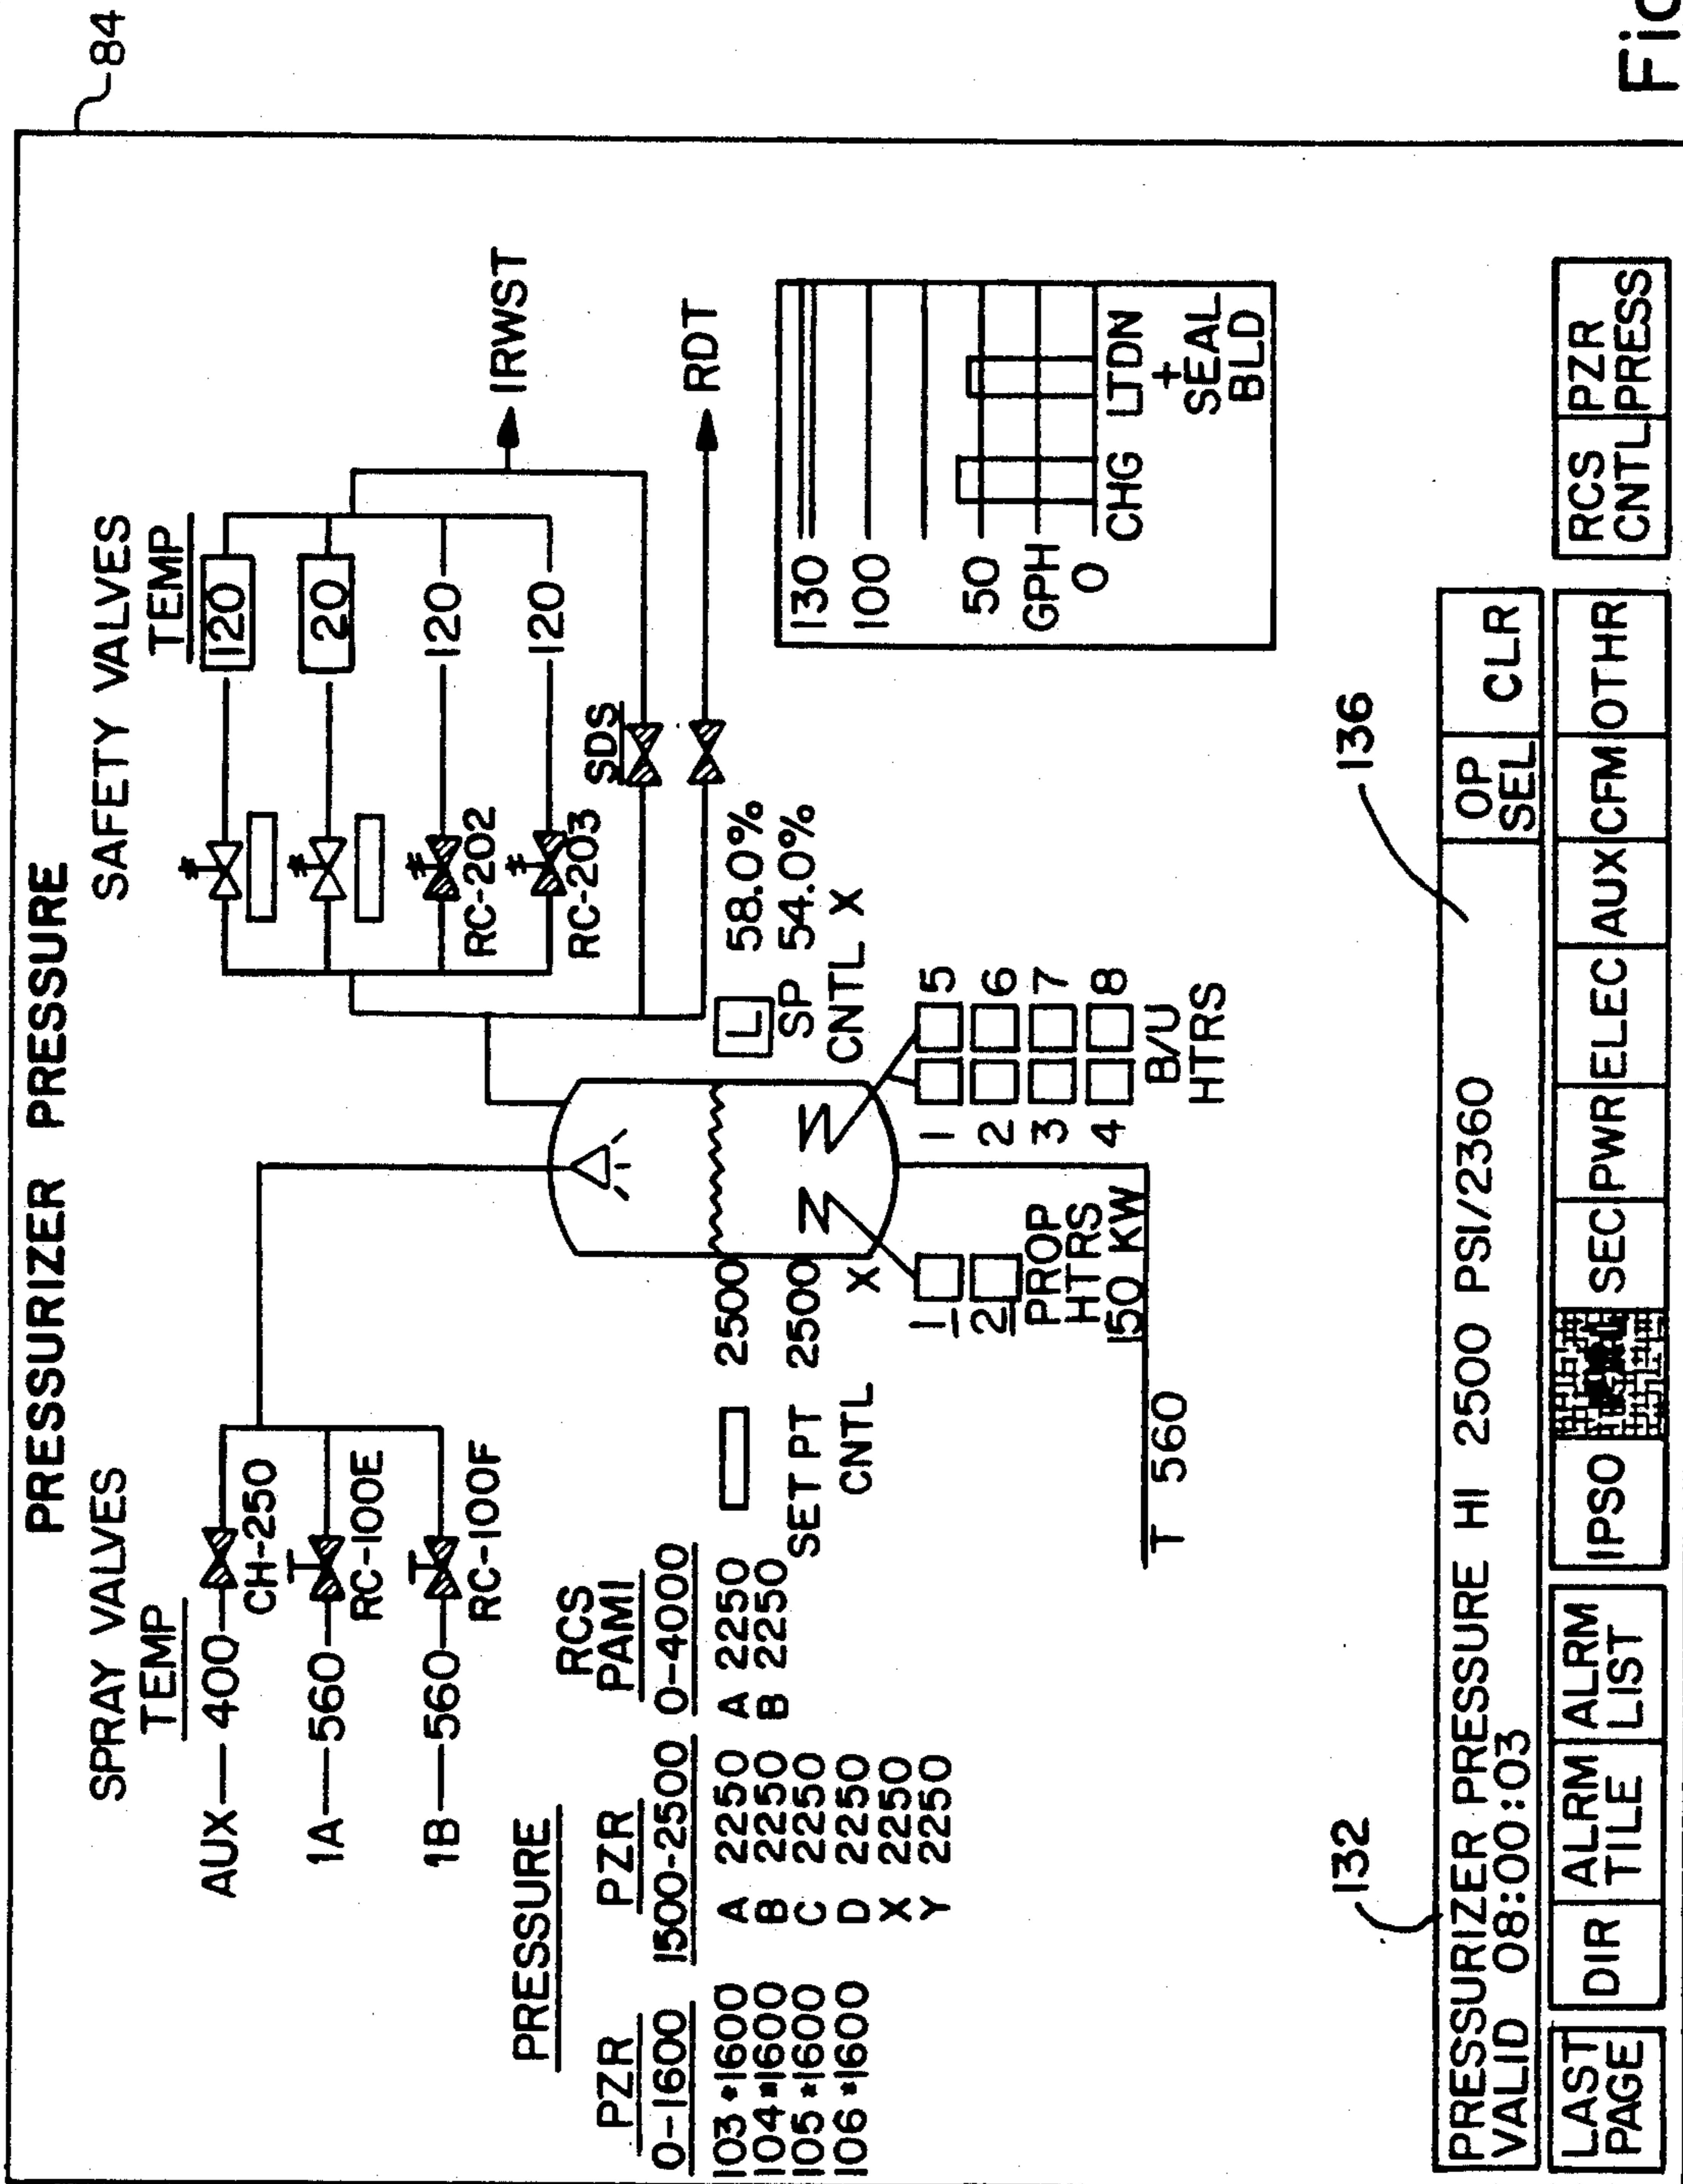 84
PRESSURIZER PRESSURE
SPRAY VALVES
TEMP
AUX 400
CH-250
1A 560
RC-100E
1B 560
RC-100F
SAFETY VALVES
TEMP
120
120
RC-202
120
RC-203
120
IRWST
SDS
RDT
PRESSURE
PZR
0-1600
103 *1600
104 *1600
105 *1600
106 *1600
PZR
1500-2500
A 2250
B 2250
C 2250
D 2250
X 2250
Y 2250
RCS
PAMI
0-4000
A 2250
B 2250
2500
SET PT 2500
CNTL X
L 58.0%
SP 54.0%
CNTL X
1
2
PROP
HTRS
150 KW
1 5
2 6
3 7
4 8
B/U
HTRS
T 560
130
100
50
GPH
0
CHG LTDN
+
SEAL
BLD
132
136
PRESSURIZER PRESSURE HI 2500 PSI/2360
VALID 08:00:03
OP
SEL
CLR
LAST
PAGE
DIR
ALRM
TILE
ALRM
LIST
IPSO
SEC
PWR
ELEC
AUX
CFM
OTHR
RCS
CNTL
PZR
PRESS